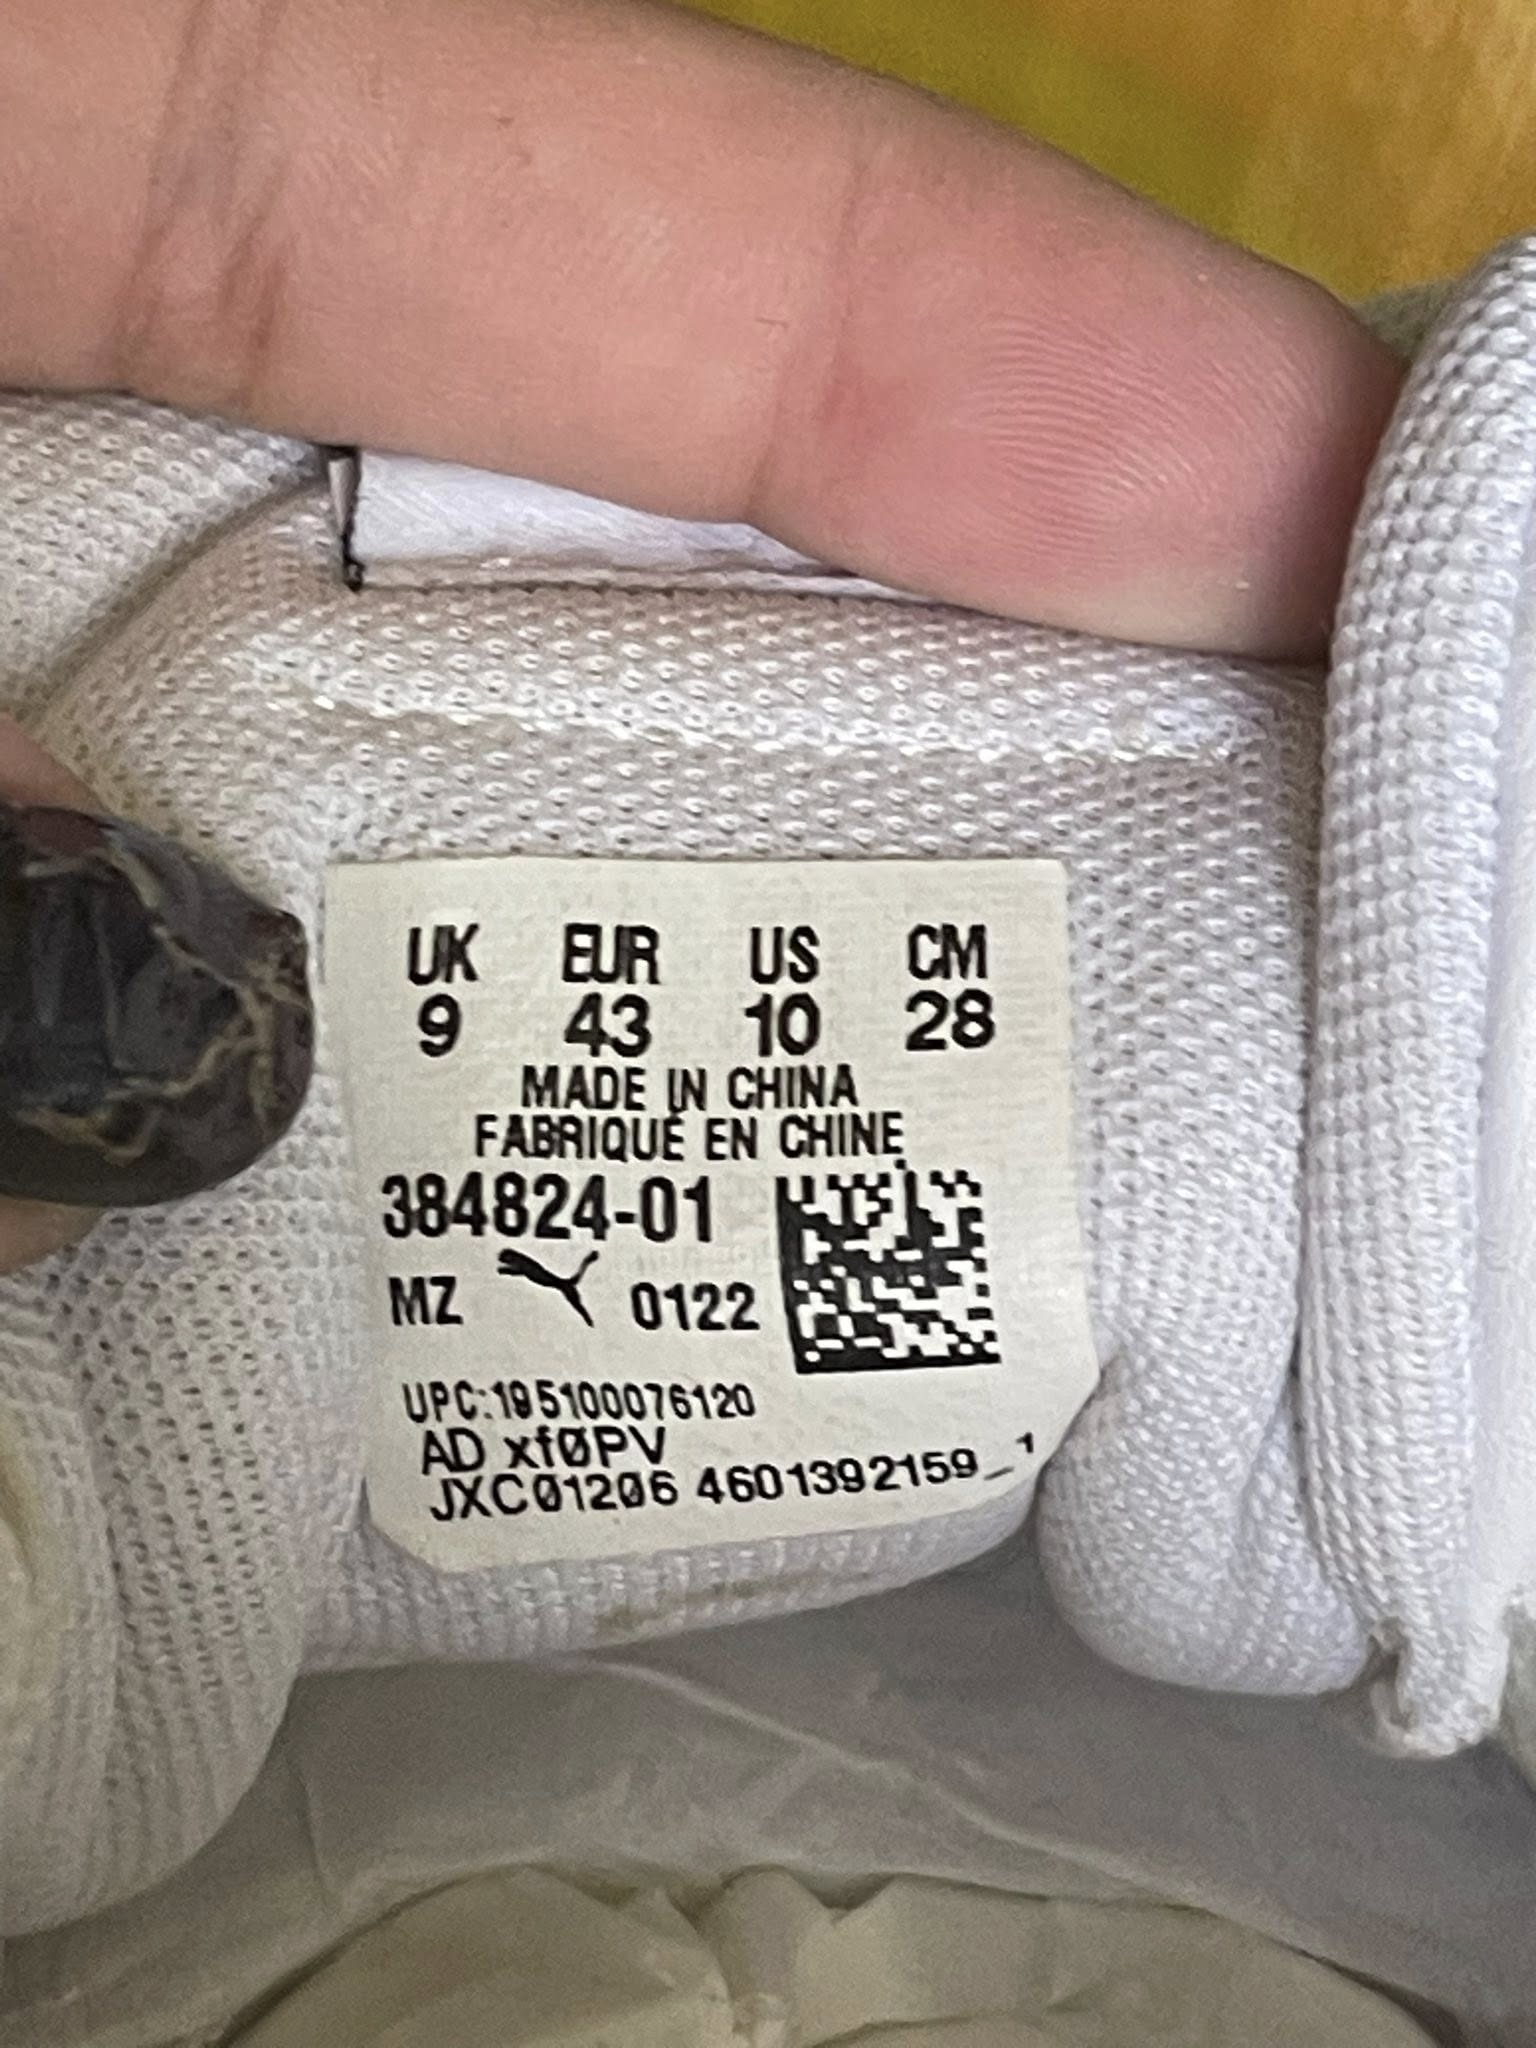 UK EUR US CM
9 43 10 28
MADE IN CHINA
FABRIQUÉ EN CHINE
384824-01
MZ 0122
UPC:195100076120
AD xf0PV
JXC01206 4601392159_1